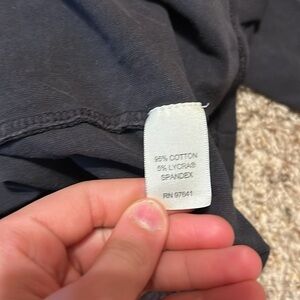 95% COTTON
5% LYCRA®
SPANDEX
RN 97641